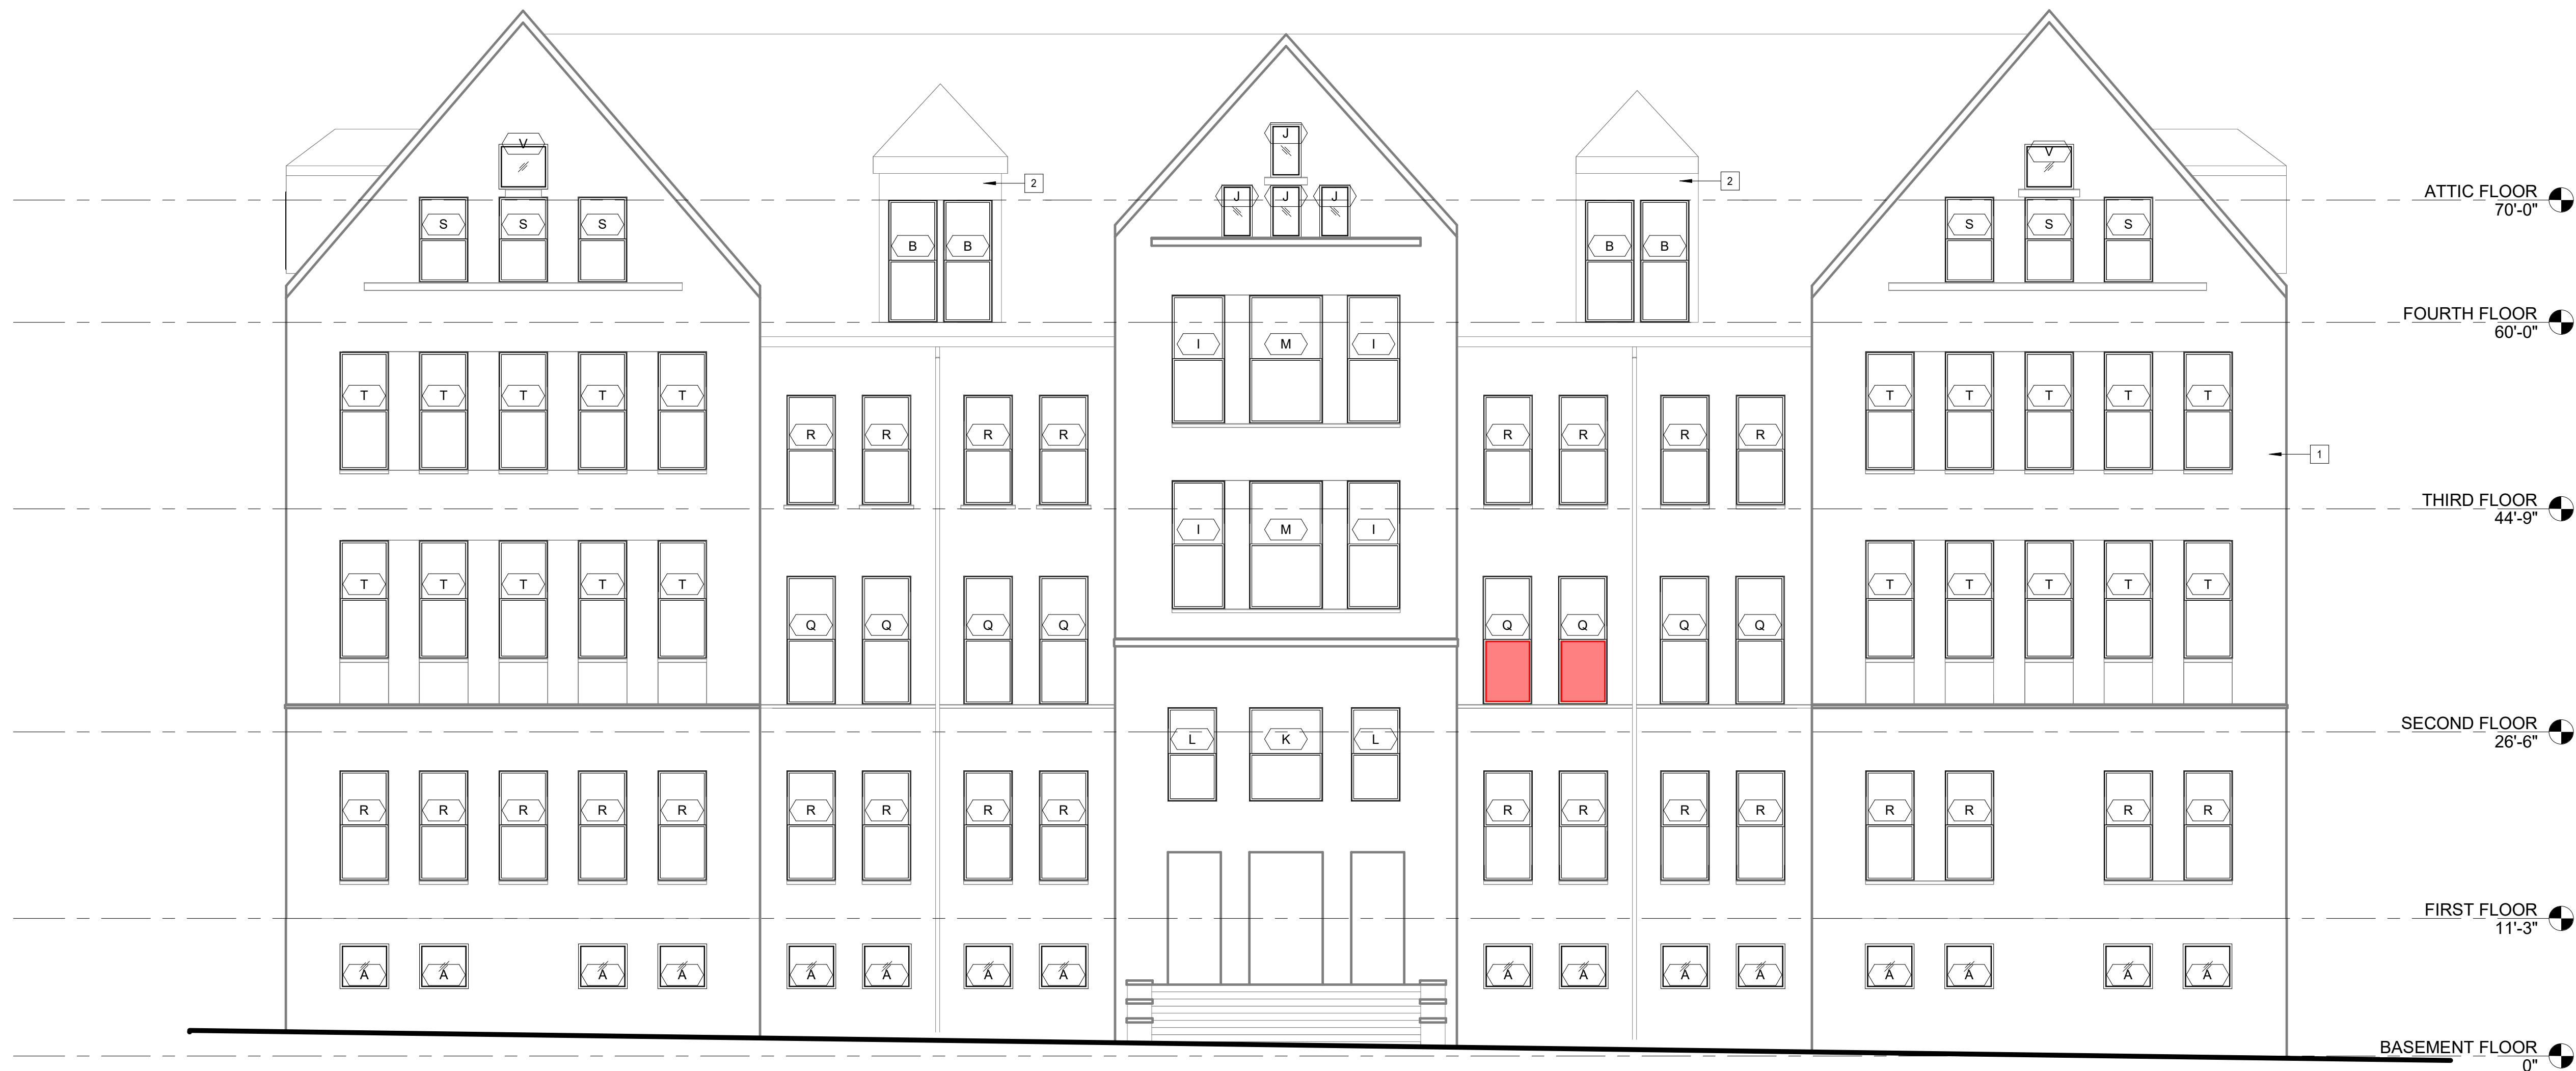 V J V
2 2
J J J
ATTIC FLOOR
70'-0"
S S S S S S
B B B B
FOURTH FLOOR
60'-0"
I M I
T T T T T T T T T T
R R R R R R R R
1
THIRD FLOOR
44'-9"
I M I
T T T T T T T T T T
Q Q Q Q Q Q Q Q
SECOND FLOOR
26'-6"
L K L
R R R R R R R R R R R R R R R R R
FIRST FLOOR
11'-3"
A A A A A A A A A A A A A A A A
BASEMENT FLOOR
0"